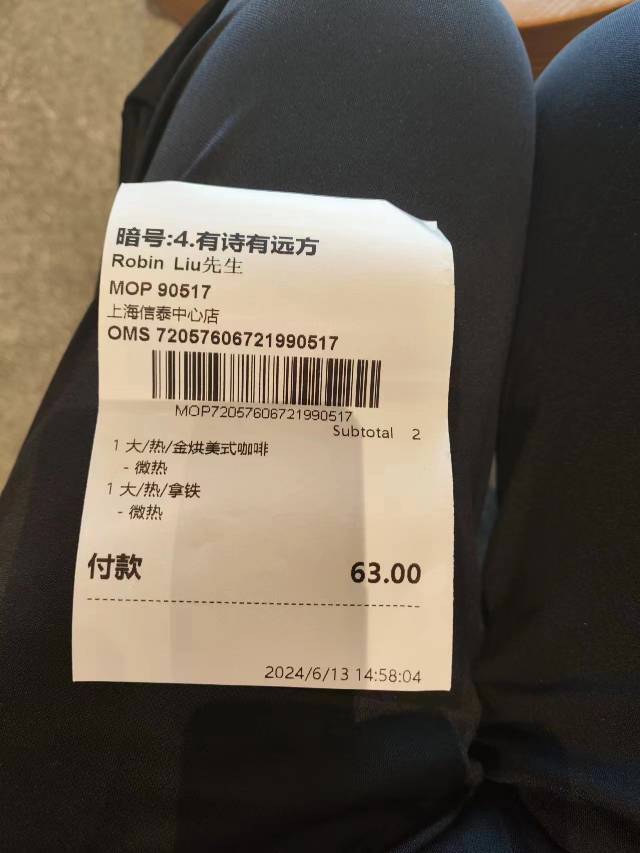 暗号:4.有诗有远方
Robin Liu先生
MOP 90517
上海信泰中心店
OMS 72057606721990517
MOP72057606721990517
Subtotal 2
1 大/热/金烘美式咖啡
- 微热
1 大/热/拿铁
- 微热
付款 63.00
2024/6/13 14:58:04